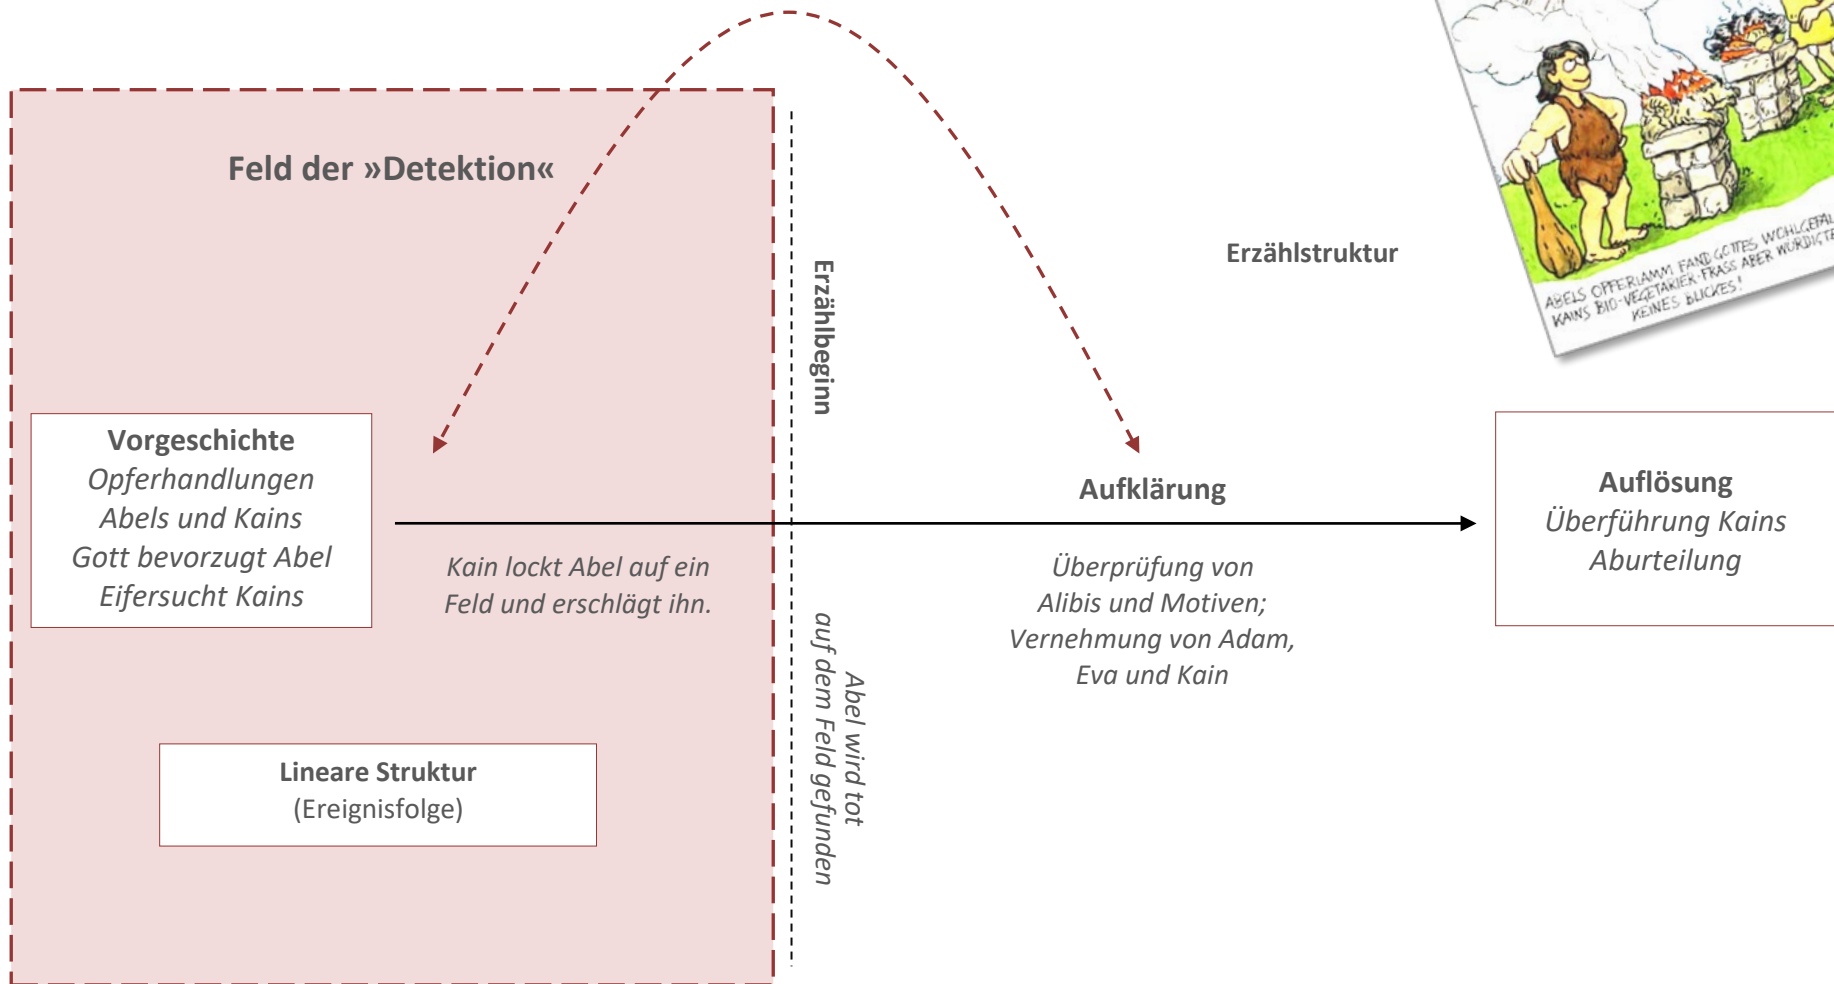 ABELS OPFERLAMM FAND GOTTES
KAINS BIO-VEGETARIER-FRASS ABER
KEINES BLICKES!
Feld der »Detektion«
Erzählstruktur
Erzählbeginn
Vorgeschichte
Opferhandlungen
Abels und Kains
Gott bevorzugt Abel
Eifersucht Kains
Kain lockt Abel auf ein
Feld und erschlägt ihn.
Aufklärung
Überprüfung von
Alibis und Motiven;
Vernehmung von Adam,
Eva und Kain
Auflösung
Überführung Kains
Aburteilung
Abel wird tot
auf dem Feld gefunden
Lineare Struktur
(Ereignisfolge)